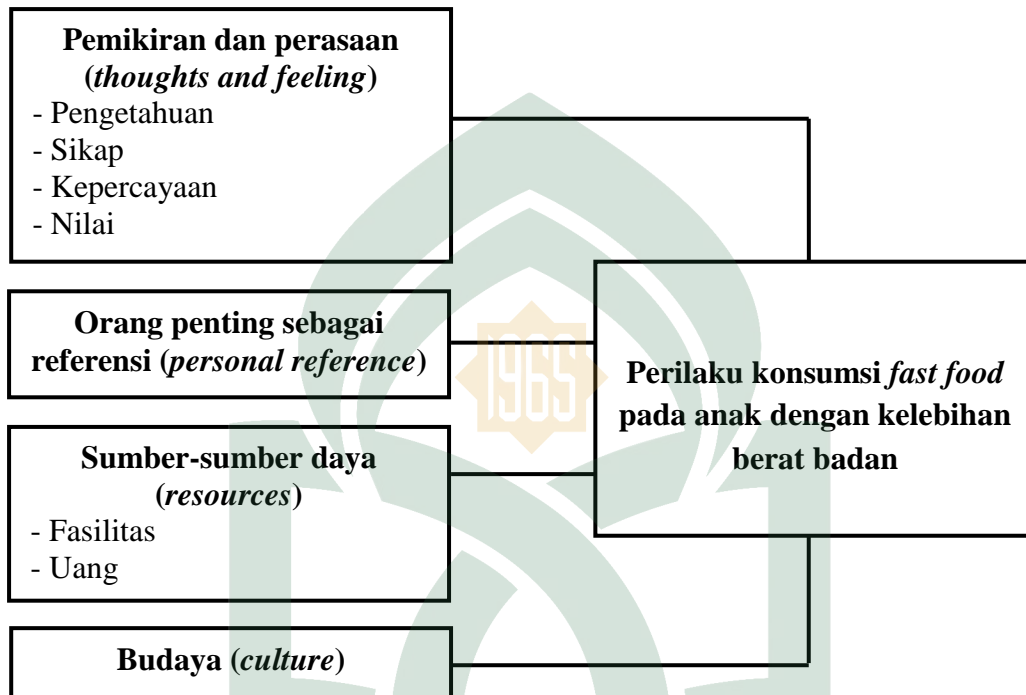 Pemikiran dan perasaan
(thoughts and feeling)
- Pengetahuan
- Sikap
- Kepercayaan
- Nilai
Orang penting sebagai
referensi (personal reference)
Sumber-sumber daya
(resources)
- Fasilitas
- Uang
Budaya (culture)
Perilaku konsumsi fast food
pada anak dengan kelebihan
berat badan
1965